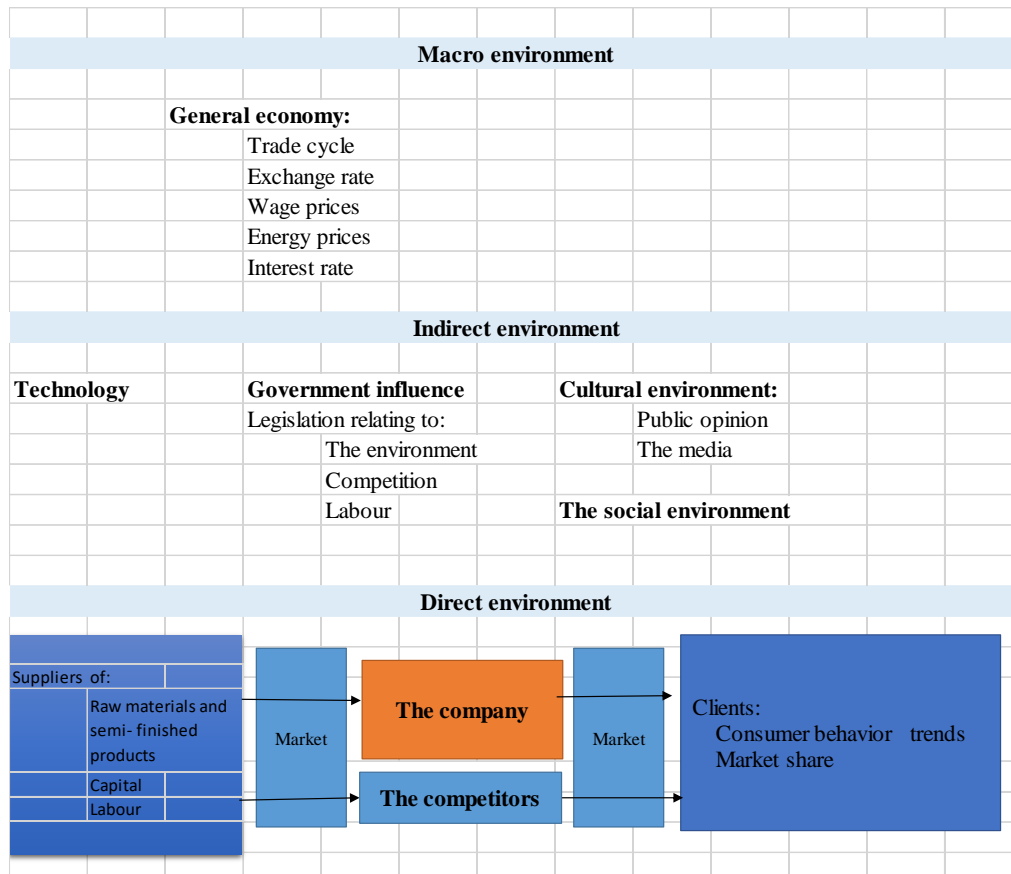 Macro environment
General economy:
Trade cycle
Exchange rate
Wage prices
Energy prices
Interest rate
Indirect environment
Technology
Government influence
Legislation relating to:
The environment
Competition
Labour
Cultural environment:
Public opinion
The media
The social environment
Direct environment
Suppliers of:
Raw materials and
semi- finished
products
Capital
Labour
Market
The company
The competitors
Market
Clients:
Consumer behavior trends
Market share